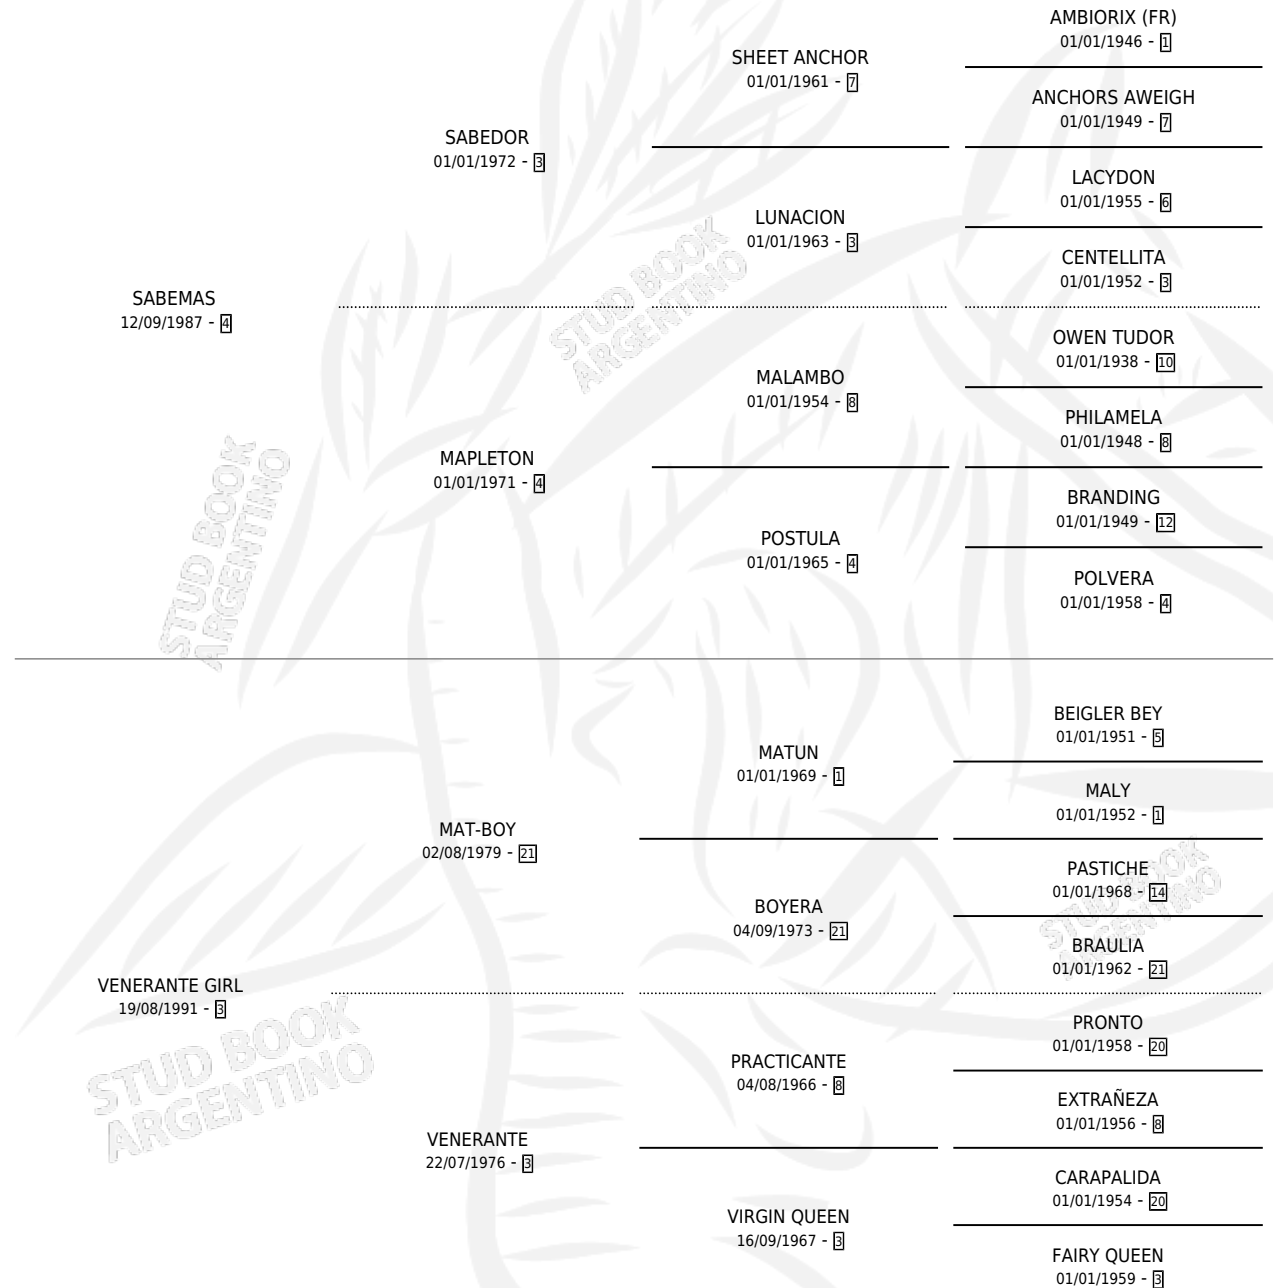 AMBIORIX (FR)
01/01/1946 - 1
SHEET ANCHOR
01/01/1961 - 7
ANCHORS AWEIGH
01/01/1949 - 7
SABEDOR
01/01/1972 - 3
LACYDON
01/01/1955 - 6
LUNACION
01/01/1963 - 3
CENTELLITA
01/01/1952 - 3
SABEMAS
12/09/1987 - 4
STUD BOOK
ARGENTINO
OWEN TUDOR
01/01/1938 - 10
MALAMBO
01/01/1954 - 8
PHILAMELA
01/01/1948 - 8
MAPLETON
01/01/1971 - 4
BRANDING
01/01/1949 - 12
POSTULA
01/01/1965 - 4
POLVERA
01/01/1958 - 4
STUD BOOK
ARGENTINO
BEIGLER BEY
01/01/1951 - 5
MATUN
01/01/1969 - 1
MALY
01/01/1952 - 1
MAT-BOY
02/08/1979 - 21
PASTICHE
01/01/1968 - 14
BOYERA
04/09/1973 - 21
BRAULIA
01/01/1962 - 21
STUD BOOK
ARGENTINO
VENERANTE GIRL
19/08/1991 - 3
STUD BOOK
ARGENTINO
PRONTO
01/01/1958 - 20
PRACTICANTE
04/08/1966 - 8
EXTRAÑEZA
01/01/1956 - 8
VENERANTE
22/07/1976 - 3
CARAPALIDA
01/01/1954 - 20
VIRGIN QUEEN
16/09/1967 - 3
FAIRY QUEEN
01/01/1959 - 3